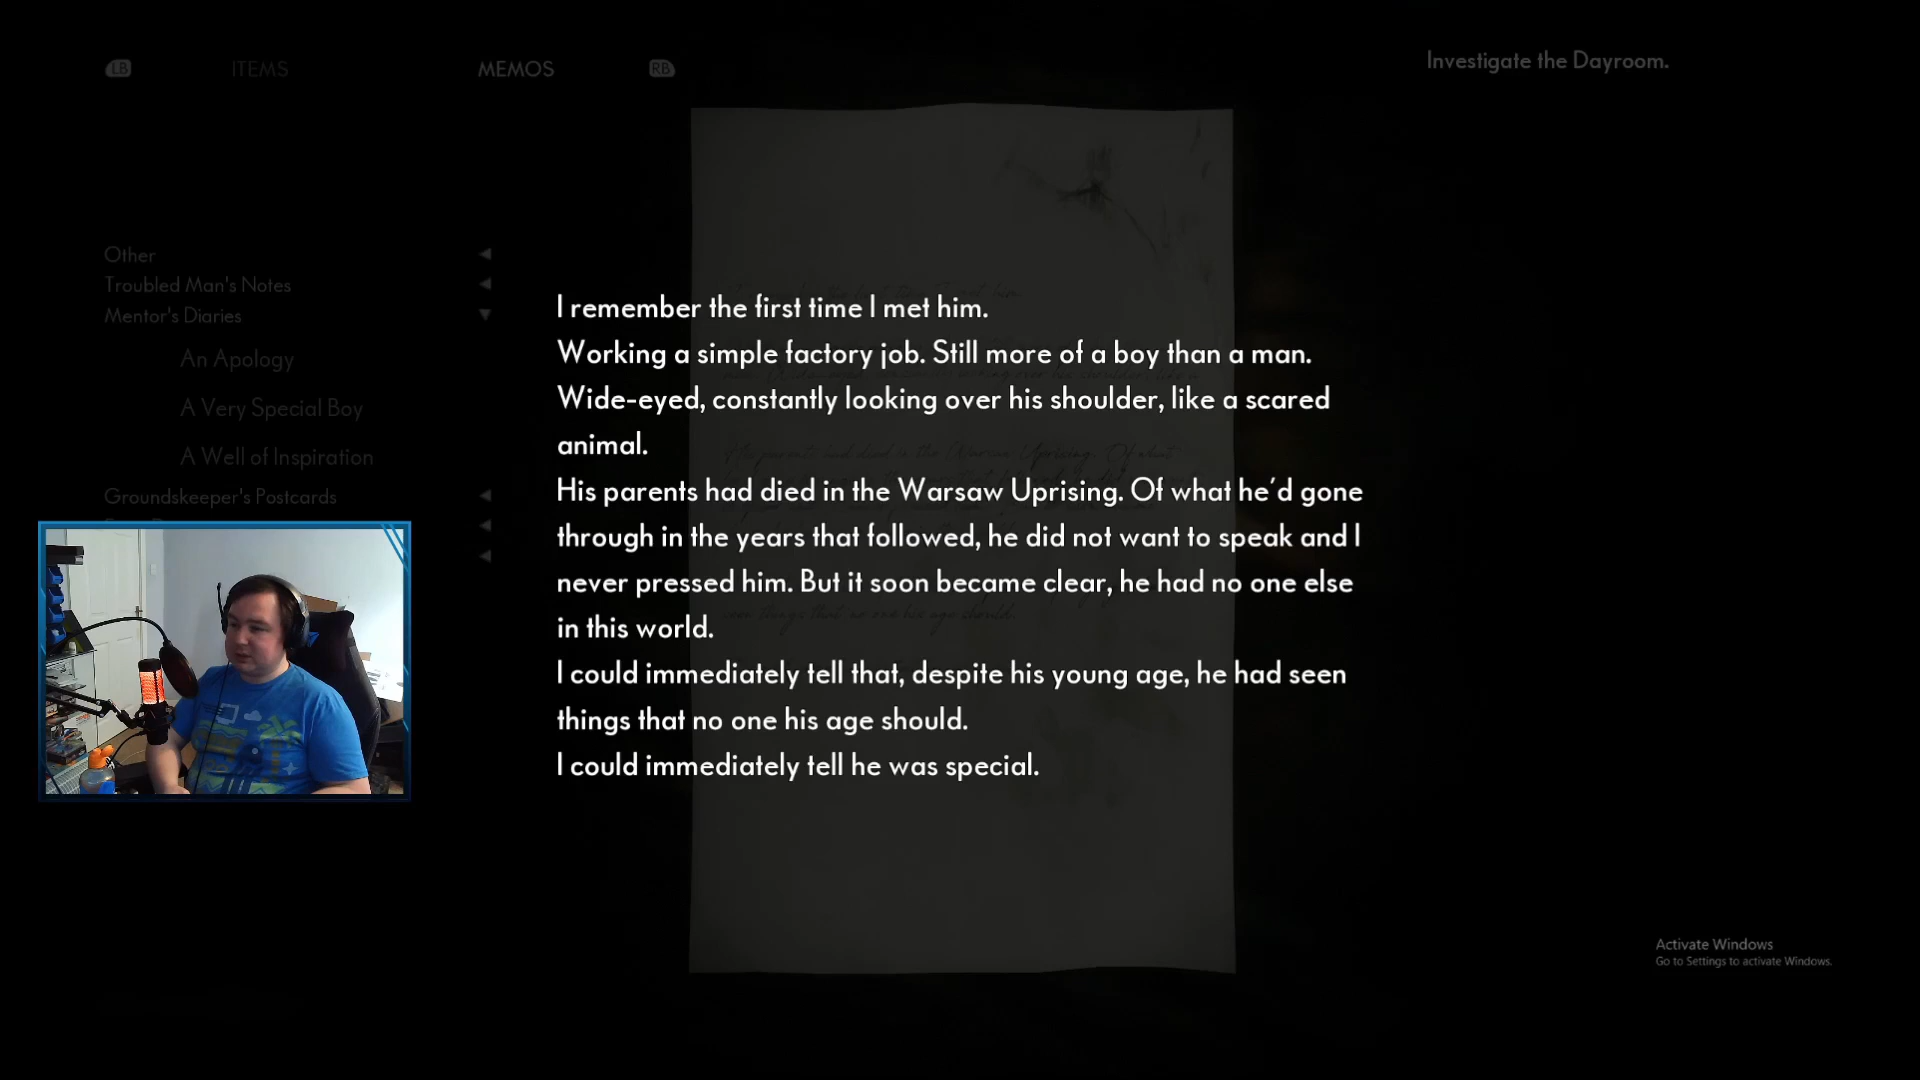 LB ITEMS MEMOS RB
Investigate the Dayroom.
Other
Troubled Man's Notes
Mentor's Diaries
An Apology
A Very Special Boy
A Well of Inspiration
Groundskeeper's Postcards
I remember the first time I met him.
Working a simple factory job. Still more of a boy than a man.
Wide-eyed, constantly looking over his shoulder, like a scared
animal.
His parents had died in the Warsaw Uprising. Of what he'd gone
through in the years that followed, he did not want to speak and I
never pressed him. But it soon became clear, he had no one else
in this world.
I could immediately tell that, despite his young age, he had seen
things that no one his age should.
I could immediately tell he was special.
Activate Windows
Go to Settings to activate Windows.